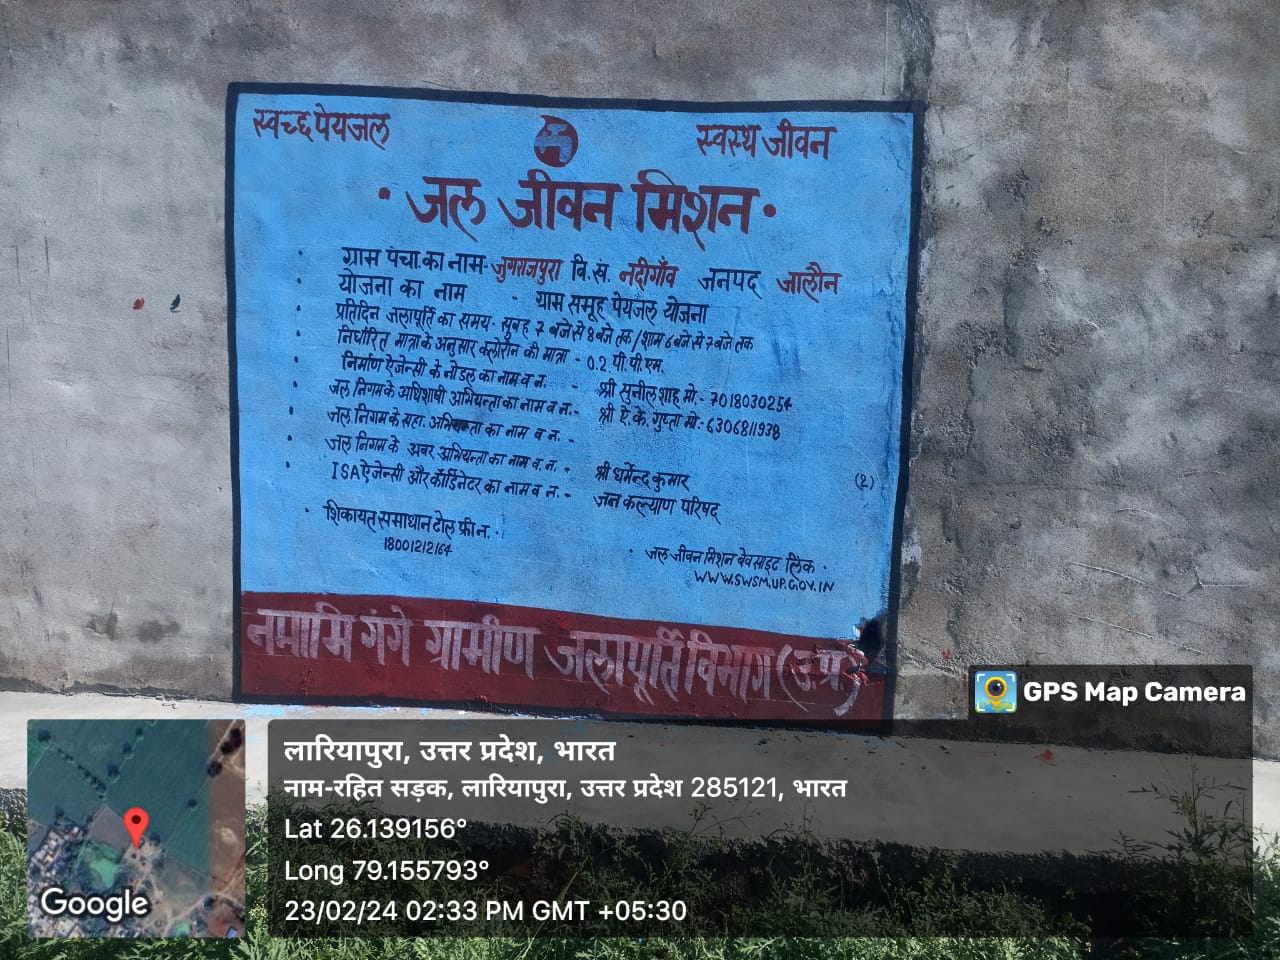 स्वच्छ पेयजल
स्वस्थ जीवन
• जल जीवन मिशन •
• ग्राम पंचा. का नाम- जुगराजपुरा वि.खं. नदीगाँव जनपद जालौन
योजना का नाम - ग्राम समूह पेयजल योजना
• प्रतिदिन जलापूर्ति का समय- सुबह 7 बजे से 8 बजे तक/शाम 6 बजे से 7 बजे तक
• निर्धारित मात्रा के अनुसार क्लोरीन की मात्रा - 0.2 पी.पी.एम.
• निर्माण ऐजेन्सी के नोडल का नाम व न. - श्री सुनील शाह मो.- 7018030254
• जल निगम के अधिशाषी अभियन्ता का नाम व न.- श्री ऐ.के. गुप्ता मो.- 6306811938
• जल निगम के सहा. अभियन्ता का नाम व न. -
• जल निगम के अवर अभियन्ता का नाम व न. - श्री धर्मेन्द्र कुमार
• ISA ऐजेन्सी और कॉर्डिनेटर का नाम व न. - जन कल्याण परिषद (2)
• शिकायत समाधान टोल फ्री न. •
18001212164
• जल जीवन मिशन वेवसाइट लिंक •
WWW.SWSM.UP.GOV.IN
नमामि गंगे ग्रामीण जलापूर्ति विभाग (उ.प्र.)
GPS Map Camera
लारियापुरा, उत्तर प्रदेश, भारत
नाम-रहित सड़क, लारियापुरा, उत्तर प्रदेश 285121, भारत
Lat 26.139156°
Long 79.155793°
23/02/24 02:33 PM GMT +05:30
Google